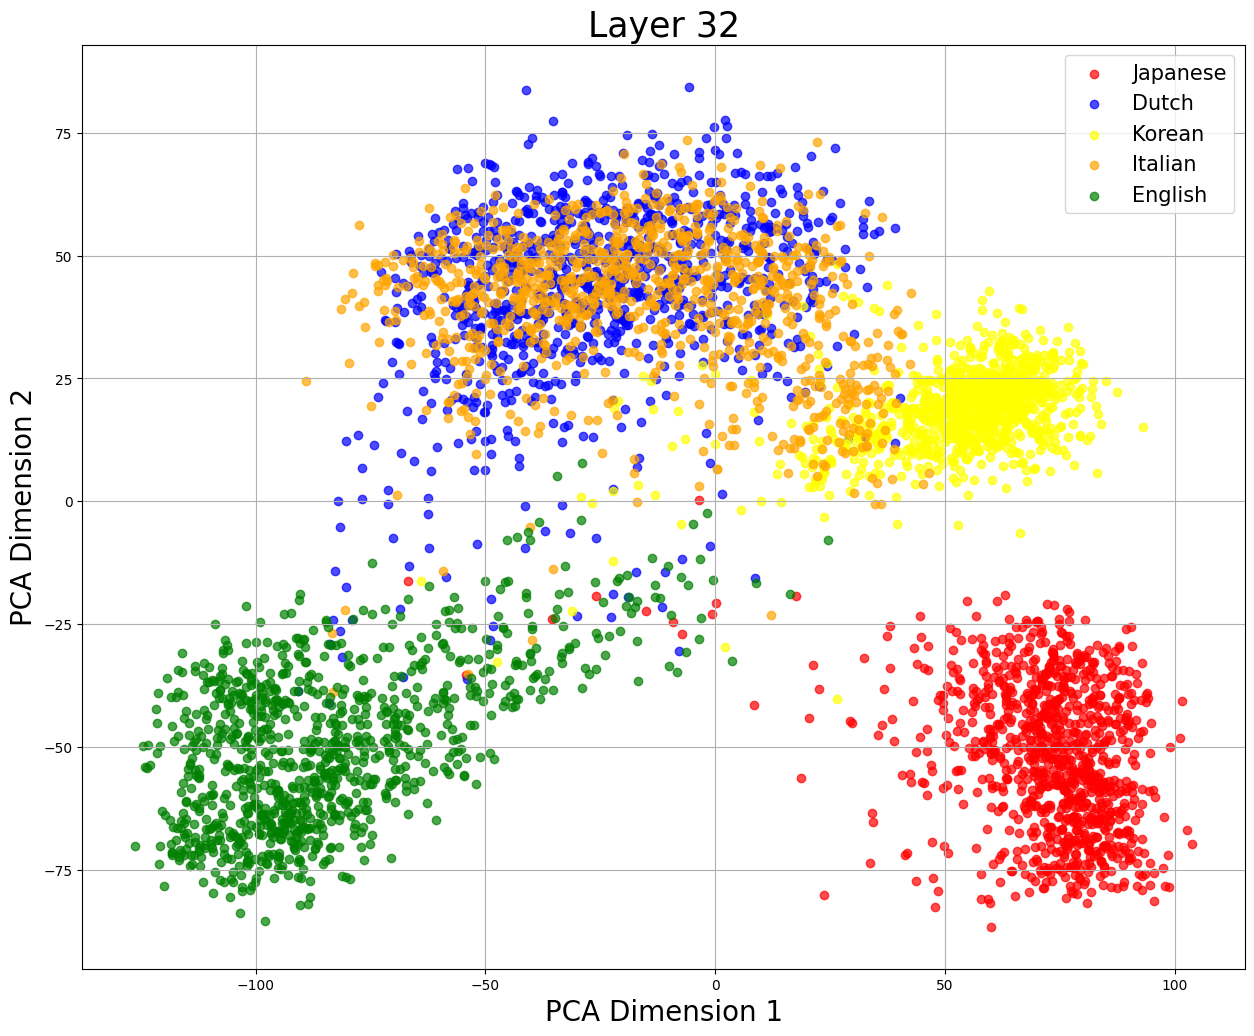 Layer 32
Japanese
Dutch
Korean
Italian
English
75
50
25
0
−25
−50
−75
PCA Dimension 2
−100
−50
0
50
100
PCA Dimension 1